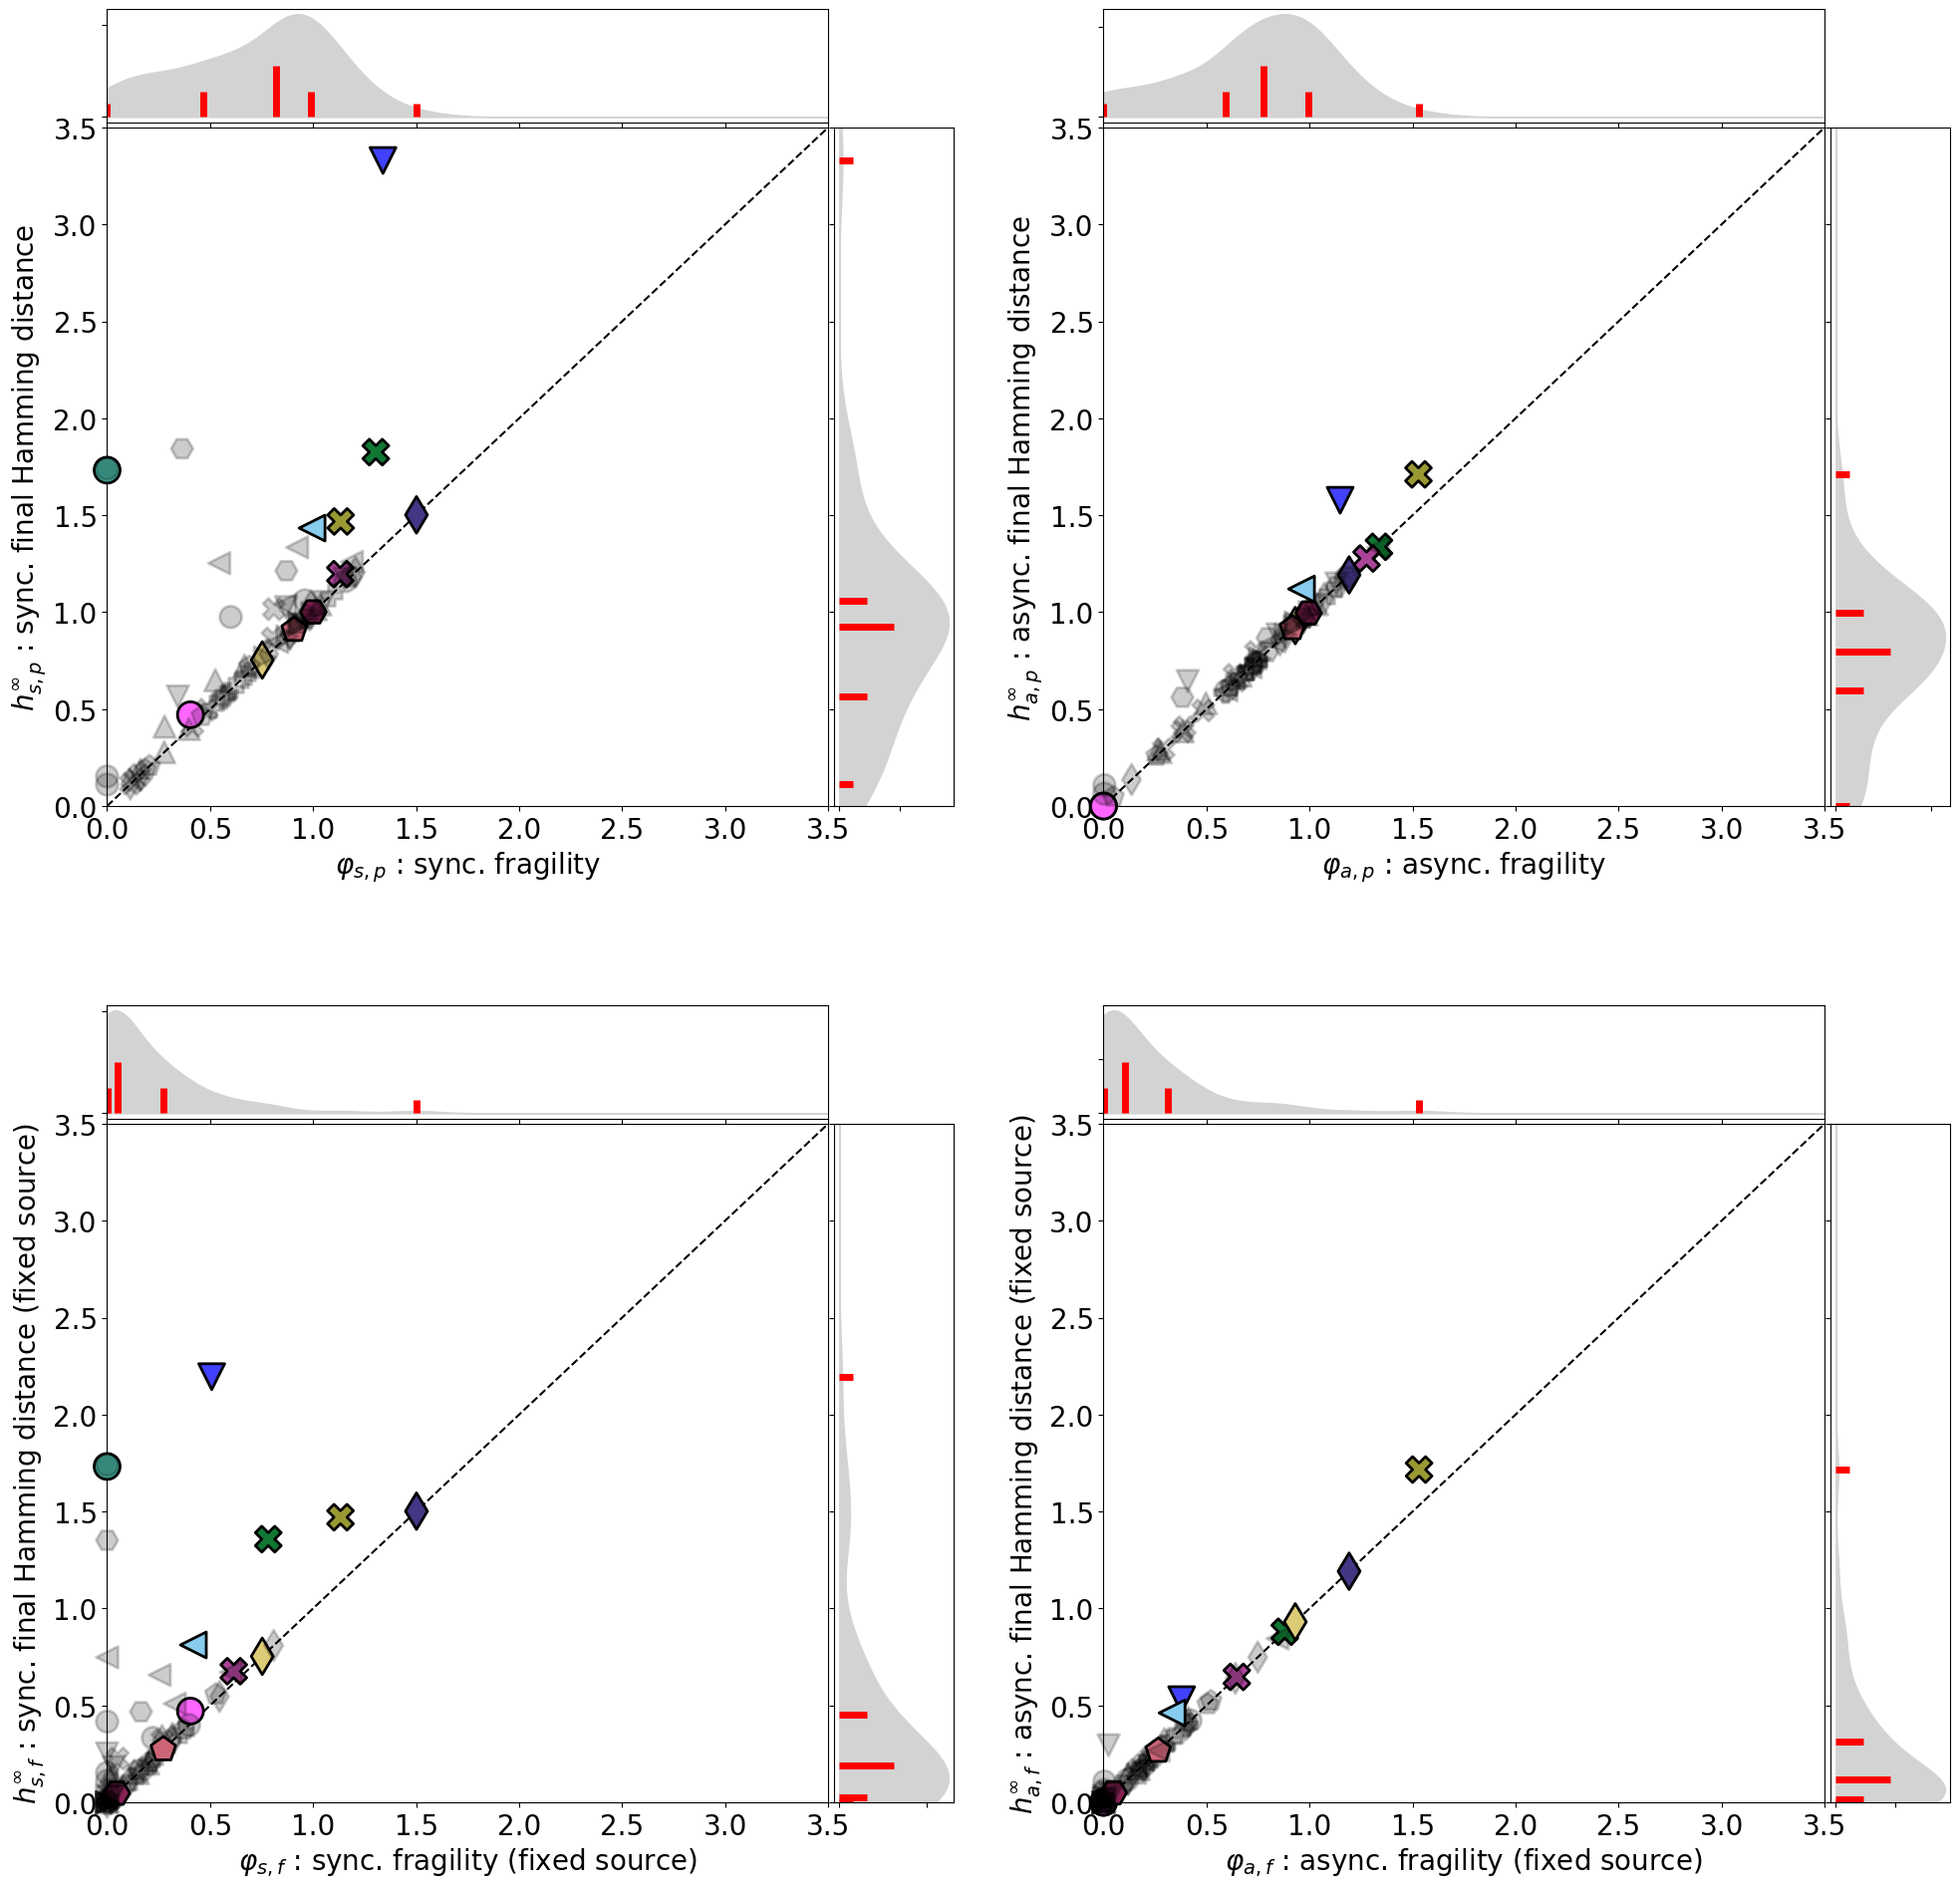 3.5
3.0
2.5
2.0
1.5
1.0
0.5
0.0
h^∞_{s,p} : sync. final Hamming distance
0.0 0.5 1.0 1.5 2.0 2.5 3.0 3.5
φ_{s,p} : sync. fragility
3.5
3.0
2.5
2.0
1.5
1.0
0.5
0.0
h^∞_{a,p} : async. final Hamming distance
0.0 0.5 1.0 1.5 2.0 2.5 3.0 3.5
φ_{a,p} : async. fragility
3.5
3.0
2.5
2.0
1.5
1.0
0.5
0.0
h^∞_{s,f} : sync. final Hamming distance (fixed source)
0.0 0.5 1.0 1.5 2.0 2.5 3.0 3.5
φ_{s,f} : sync. fragility (fixed source)
3.5
3.0
2.5
2.0
1.5
1.0
0.5
0.0
h^∞_{a,f} : async. final Hamming distance (fixed source)
0.0 0.5 1.0 1.5 2.0 2.5 3.0 3.5
φ_{a,f} : async. fragility (fixed source)